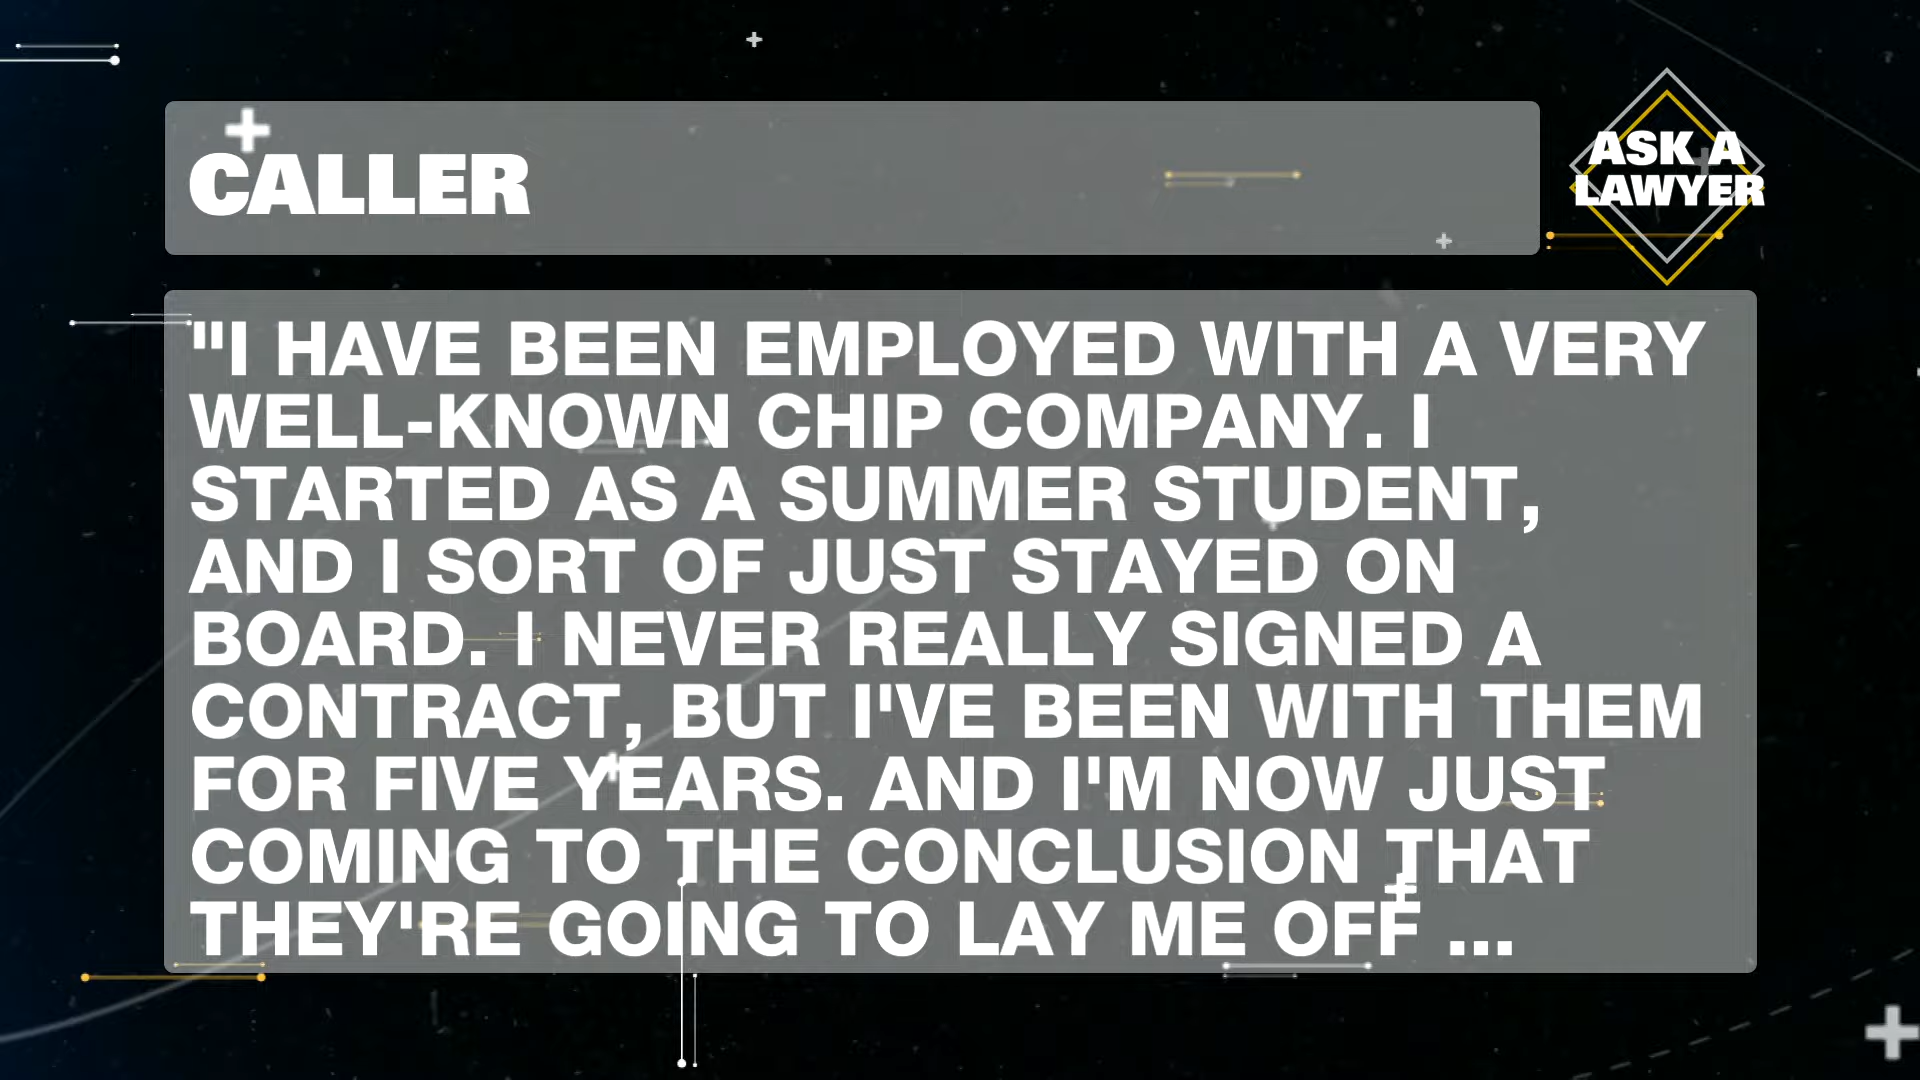 CALLER
ASK A
LAWYER
"I HAVE BEEN EMPLOYED WITH A VERY
WELL-KNOWN CHIP COMPANY. I
STARTED AS A SUMMER STUDENT,
AND I SORT OF JUST STAYED ON
BOARD. I NEVER REALLY SIGNED A
CONTRACT, BUT I'VE BEEN WITH THEM
FOR FIVE YEARS. AND I'M NOW JUST
COMING TO THE CONCLUSION THAT
THEY'RE GOING TO LAY ME OFF ...